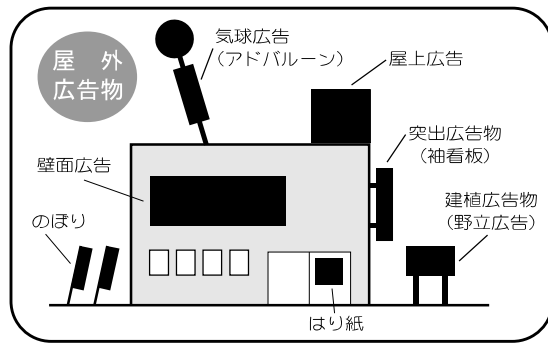 屋 外
広告物
気球広告
(アドバルーン)
屋上広告
突出広告物
(袖看板)
壁面広告
建植広告物
(野立広告)
のぼり
はり紙